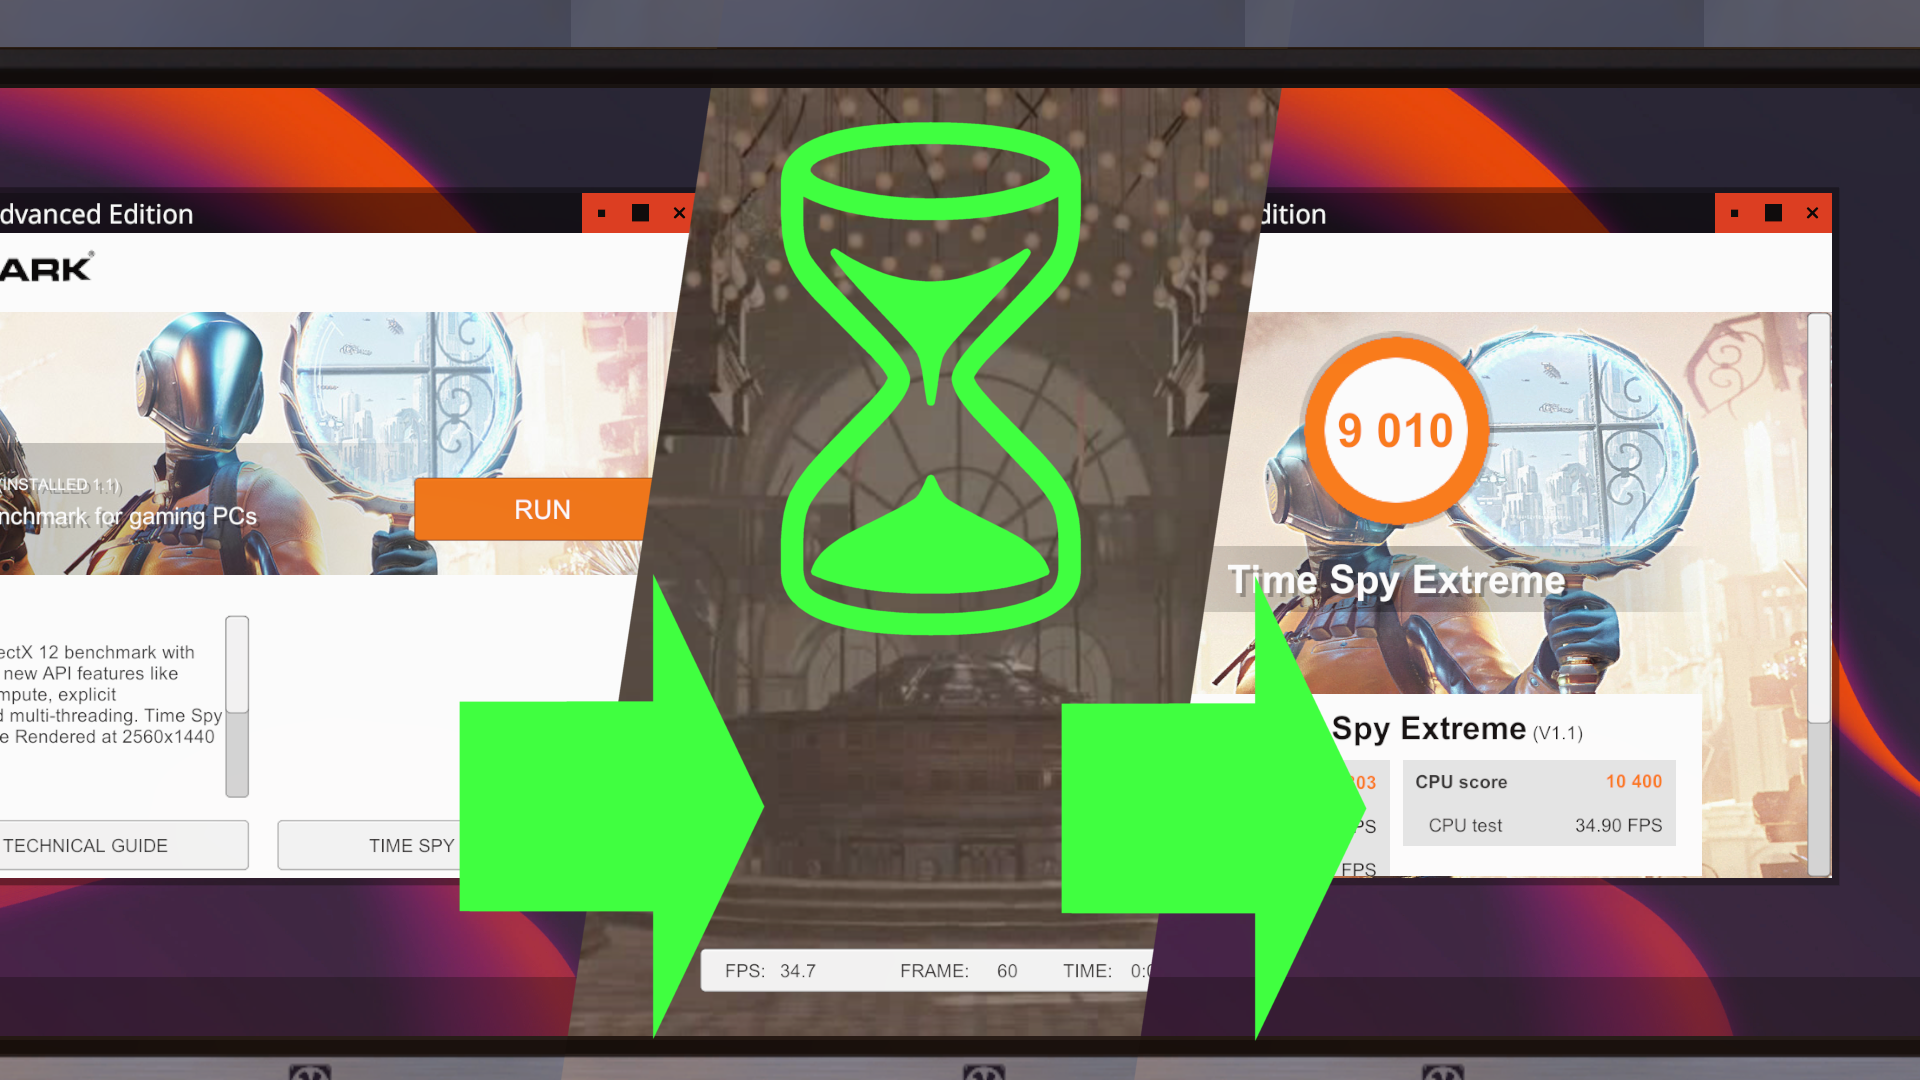 dvanced Edition
ARK®
(INSTALLED 1.1)
nchmark for gaming PCs
RUN
ectX 12 benchmark with
new API features like
mpute, explicit
d multi-threading. Time Spy
e Rendered at 2560x1440
TECHNICAL GUIDE
TIME SPY
FPS: 34.7 FRAME: 60 TIME: 0:0
dition
9 010
Time Spy Extreme
Spy Extreme (V1.1)
03
PS
FPS
CPU score 10 400
CPU test 34.90 FPS